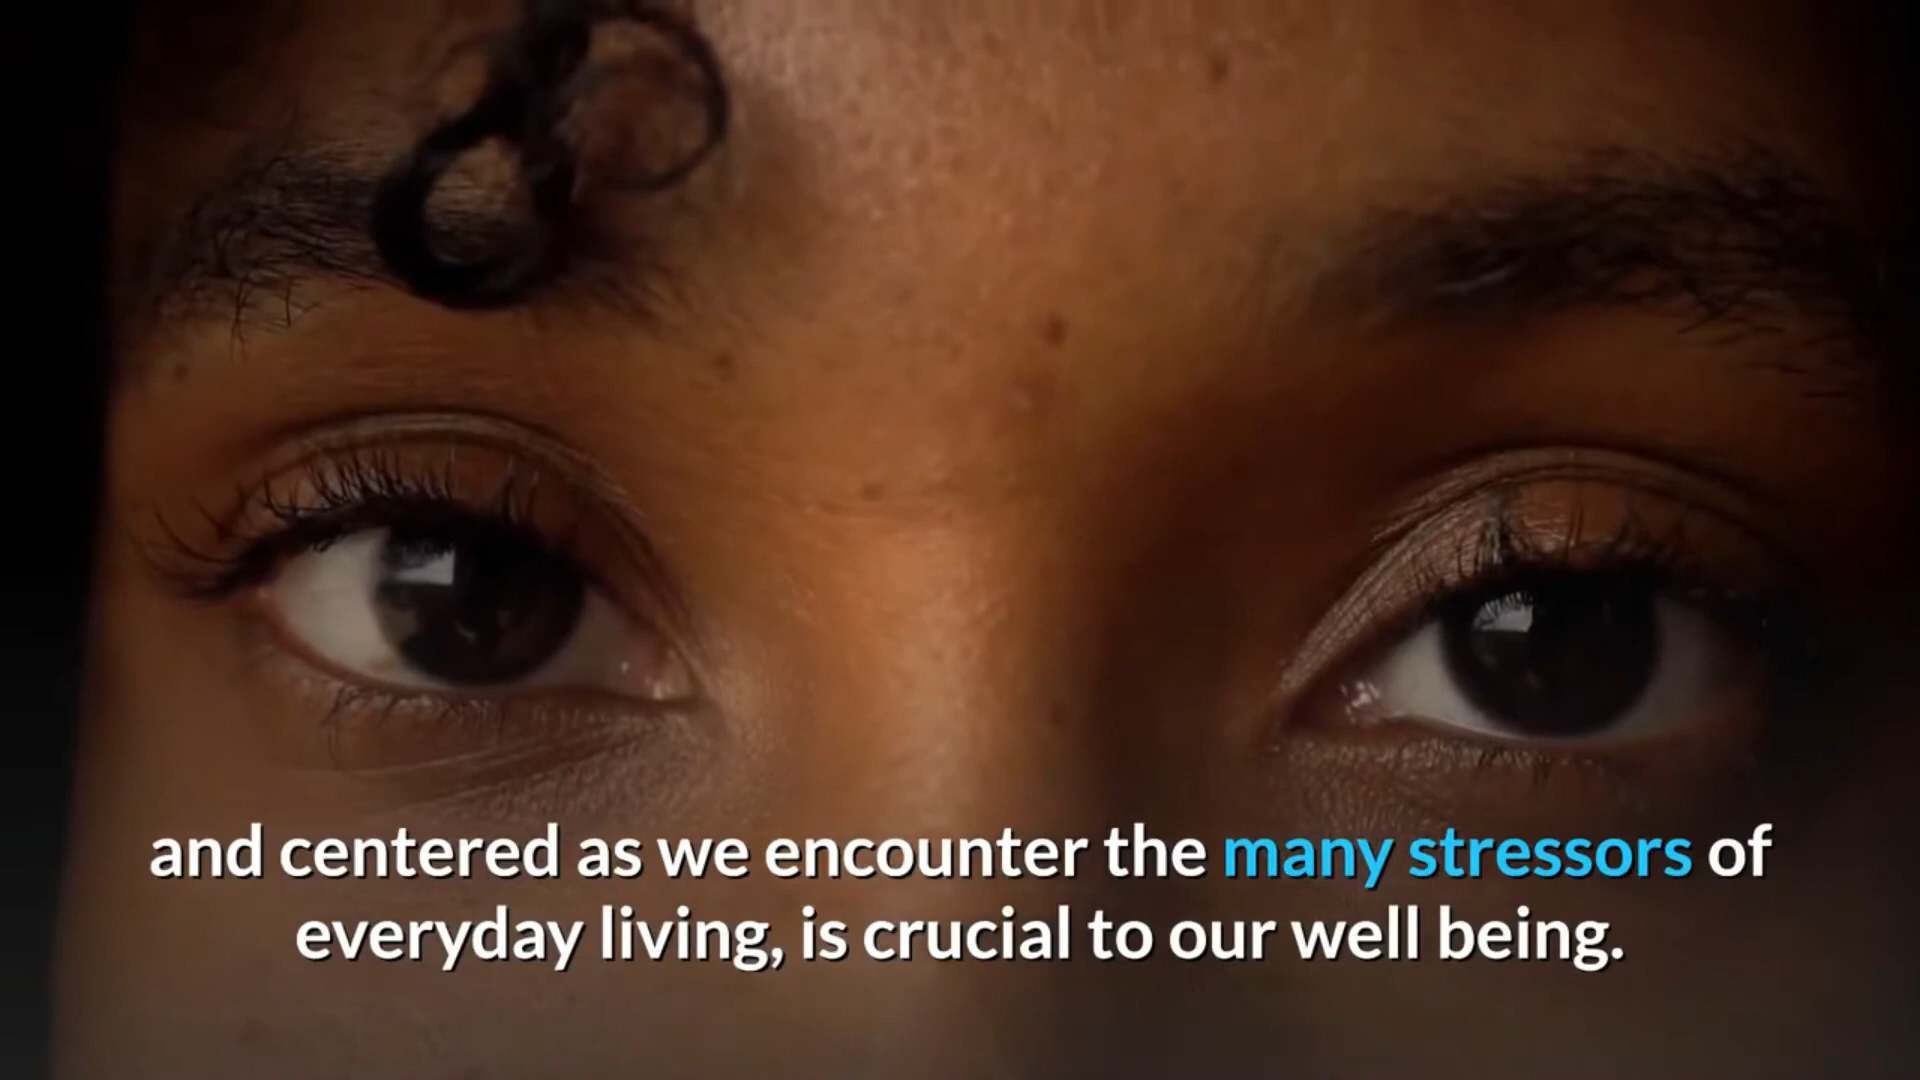 and centered as we encounter the many stressors of
everyday living, is crucial to our well being.